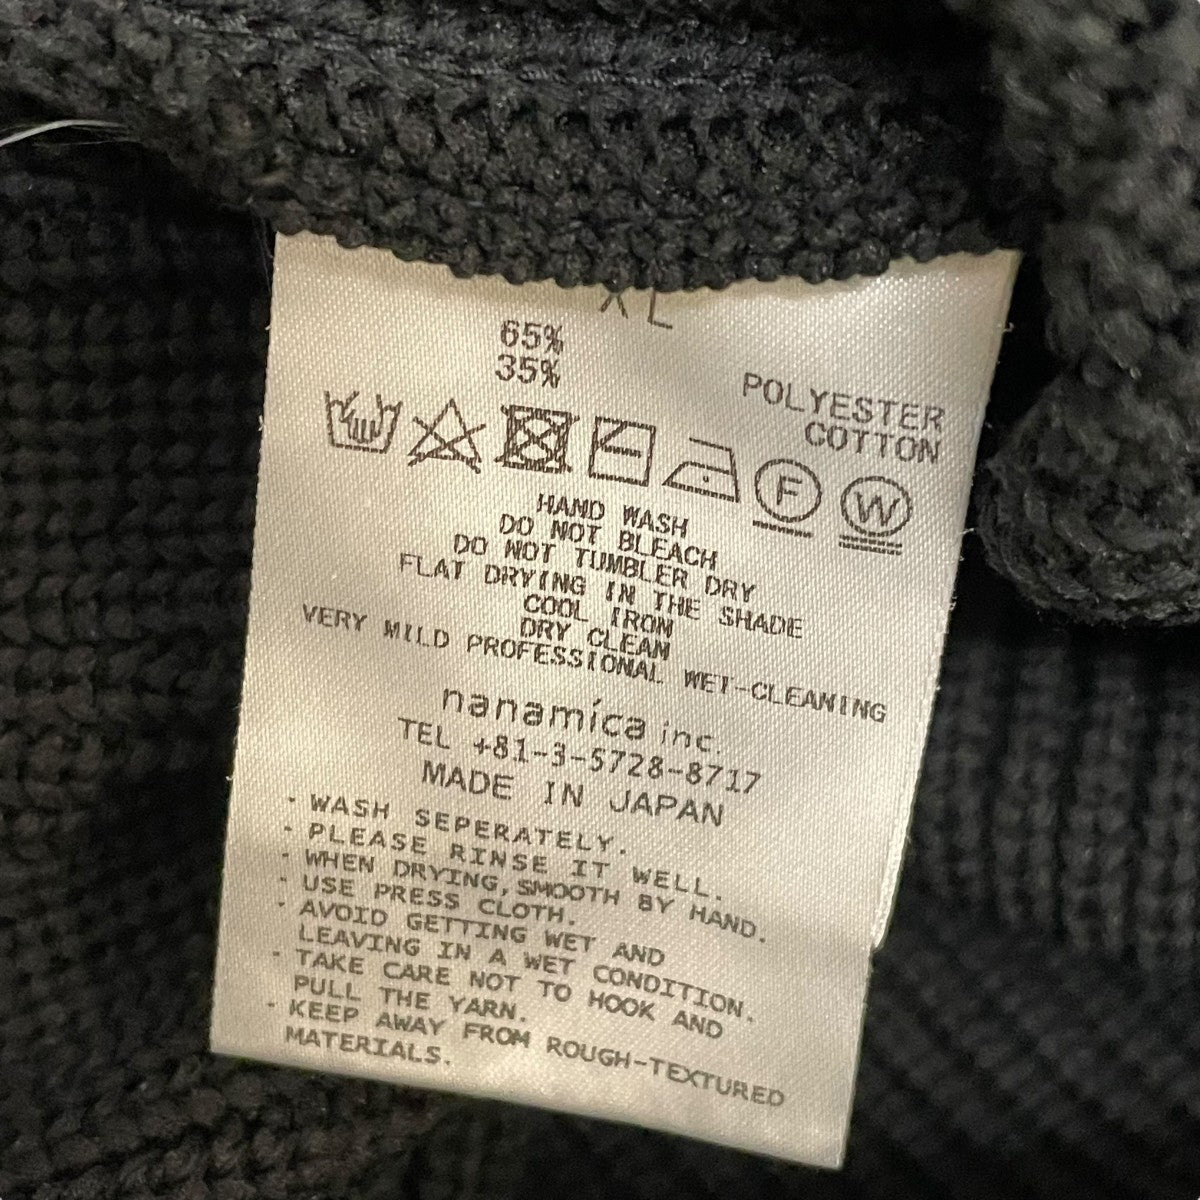 XL
65% POLYESTER
35% COTTON
F W
HAND WASH
DO NOT BLEACH
DO NOT TUMBLER DRY
FLAT DRYING IN THE SHADE
COOL IRON
DRY CLEAN
VERY MILD PROFESSIONAL WET-CLEANING
nanamica inc.
TEL +81-3-5728-8717
MADE IN JAPAN
・WASH SEPERATELY.
・PLEASE RINSE IT WELL.
・WHEN DRYING, SMOOTH BY HAND.
・USE PRESS CLOTH.
・AVOID GETTING WET AND
LEAVING IN A WET CONDITION.
・TAKE CARE NOT TO HOOK AND
PULL THE YARN.
・KEEP AWAY FROM ROUGH-TEXTURED
MATERIALS.